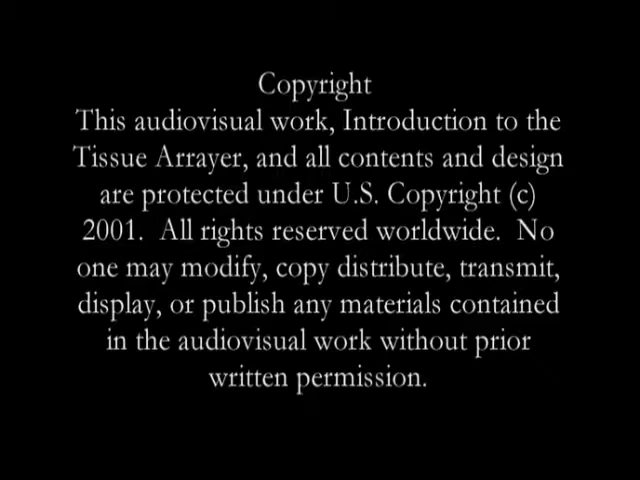 Copyright
This audiovisual work, Introduction to the
Tissue Arrayer, and all contents and design
are protected under U.S. Copyright (c)
2001.  All rights reserved worldwide.  No
one may modify, copy distribute, transmit,
display, or publish any materials contained
in the audiovisual work without prior
written permission.